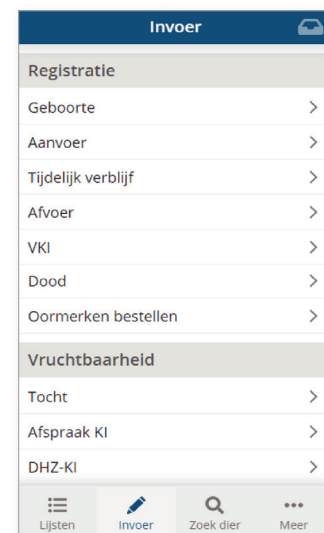 Invoer
Registratie
Geboorte
Aanvoer
Tijdelijk verblijf
Afvoer
VKI
Dood
Oormerken bestellen
Vruchtbaarheid
Tocht
Afspraak KI
DHZ-KI
Lijsten Invoer Zoek dier Meer